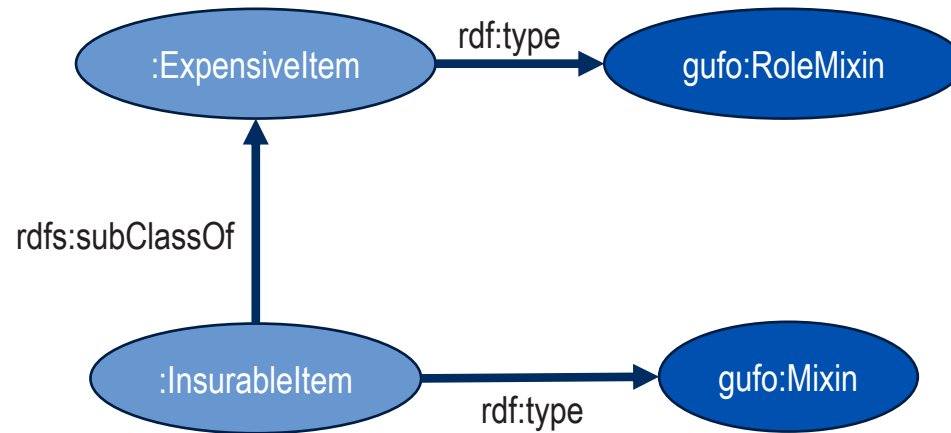 :ExpensiveItem
rdf:type
gufo:RoleMixin
rdfs:subClassOf
:InsurableItem
rdf:type
gufo:Mixin